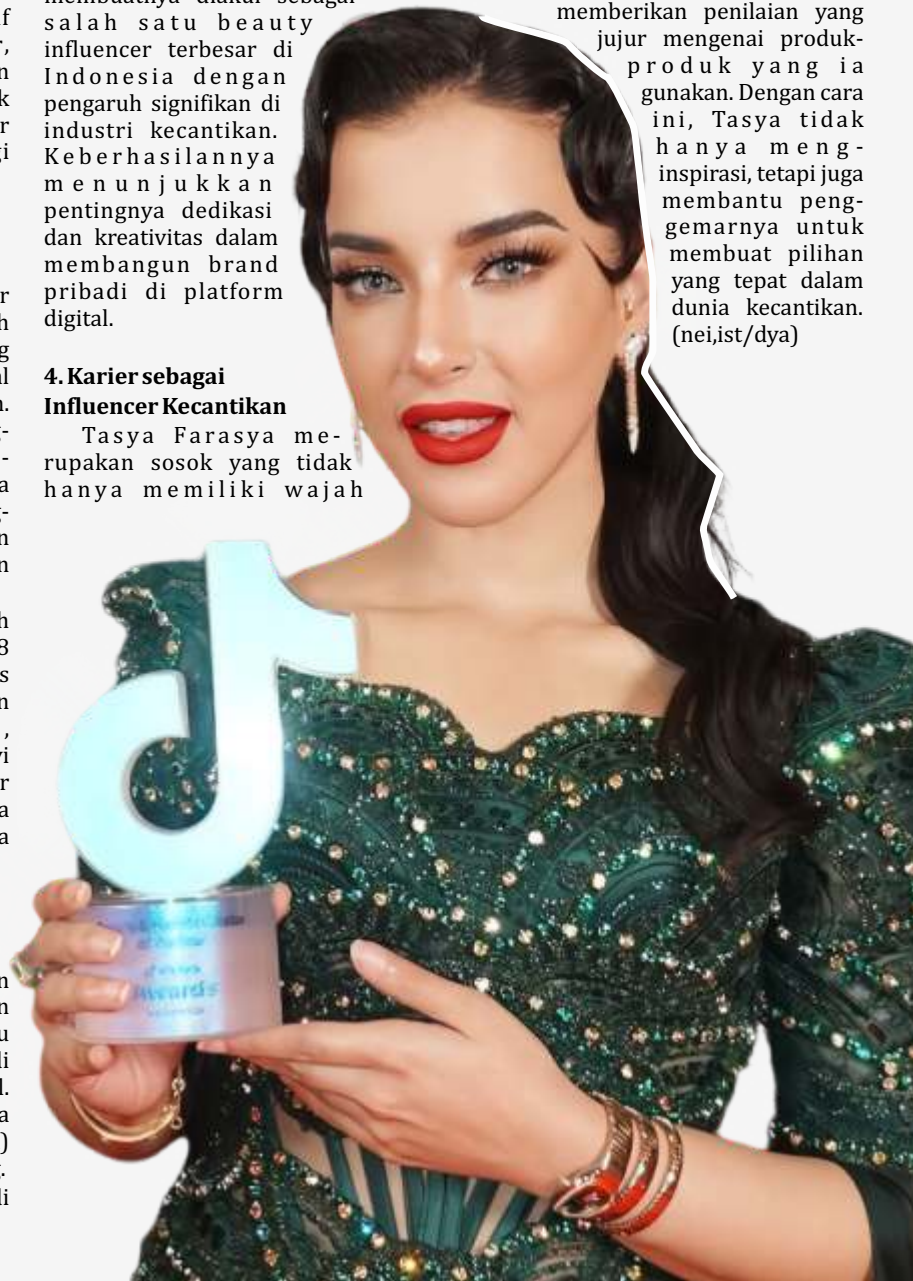 salah satu beauty
influencer terbesar di
Indonesia dengan
pengaruh signifikan di
industri kecantikan.
Keberhasilannya
menunjukkan
pentingnya dedikasi
dan kreativitas dalam
membangun brand
pribadi di platform
digital.
4. Karier sebagai
Influencer Kecantikan
Tasya Farasya me-
rupakan sosok yang tidak
hanya memiliki wajah
memberikan penilaian yang
jujur mengenai produk-
produk yang ia
gunakan. Dengan cara
ini, Tasya tidak
hanya meng-
inspirasi, tetapi juga
membantu peng-
gemarnya untuk
membuat pilihan
yang tepat dalam
dunia kecantikan.
(nei,ist/dya)
Awards